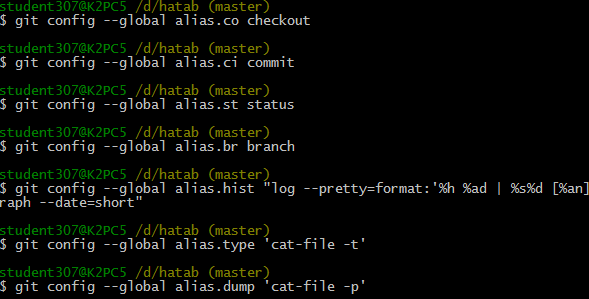 student307@K2PC5 /d/hatab (master)
$ git config --global alias.co checkout
student307@K2PC5 /d/hatab (master)
$ git config --global alias.ci commit
student307@K2PC5 /d/hatab (master)
$ git config --global alias.st status
student307@K2PC5 /d/hatab (master)
$ git config --global alias.br branch
student307@K2PC5 /d/hatab (master)
$ git config --global alias.hist "log --pretty=format:'%h %ad | %s%d [%an]
raph --date=short"
student307@K2PC5 /d/hatab (master)
$ git config --global alias.type 'cat-file -t'
student307@K2PC5 /d/hatab (master)
$ git config --global alias.dump 'cat-file -p'